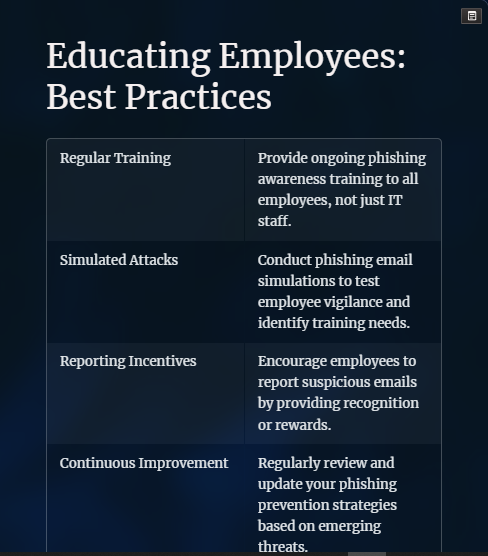 Educating Employees:
Best Practices
Regular Training
Provide ongoing phishing
awareness training to all
employees, not just IT
staff.
Simulated Attacks
Conduct phishing email
simulations to test
employee vigilance and
identify training needs.
Reporting Incentives
Encourage employees to
report suspicious emails
by providing recognition
or rewards.
Continuous Improvement
Regularly review and
update your phishing
prevention strategies
based on emerging
threats.